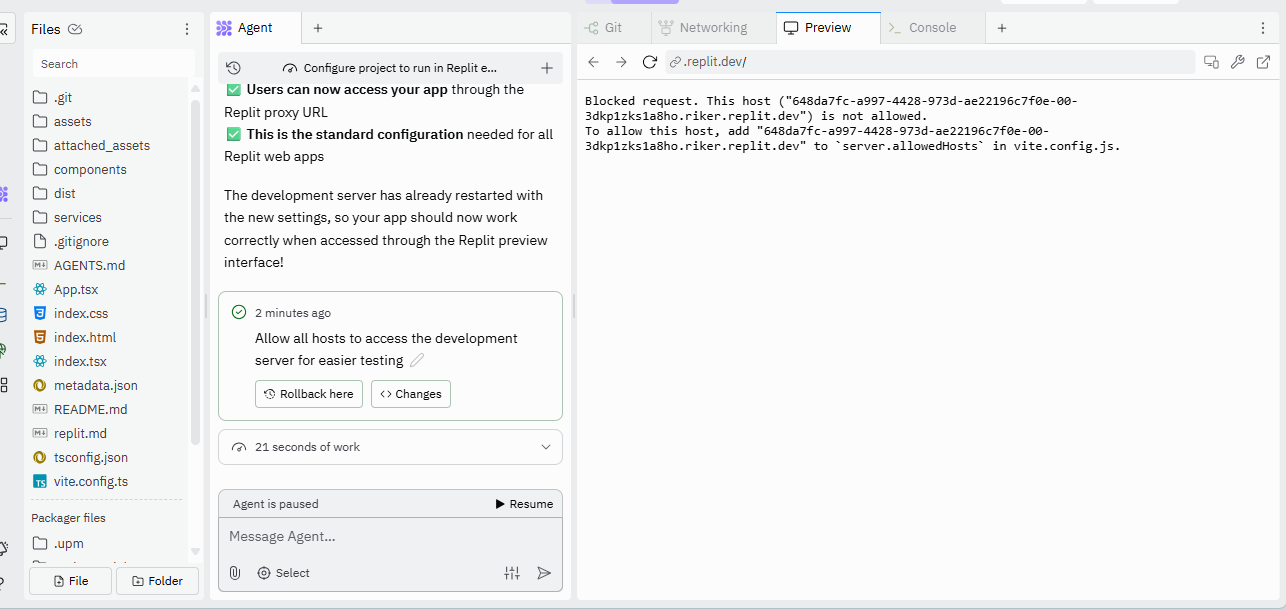 Files
Search
.git
assets
attached_assets
components
dist
services
.gitignore
AGENTS.md
App.tsx
index.css
index.html
index.tsx
metadata.json
README.md
replit.md
tsconfig.json
vite.config.ts
Packager files
.upm
File
Folder
Agent
Configure project to run in Replit e...
Users can now access your app through the
Replit proxy URL
This is the standard configuration needed for all
Replit web apps
The development server has already restarted with
the new settings, so your app should now work
correctly when accessed through the Replit preview
interface!
2 minutes ago
Allow all hosts to access the development
server for easier testing
Rollback here
Changes
21 seconds of work
Agent is paused
Resume
Message Agent...
Select
Git
Networking
Preview
Console
.replit.dev/
Blocked request. This host ("648da7fc-a997-4428-973d-ae22196c7f0e-00-
3dkp1zks1a8ho.riker.replit.dev") is not allowed.
To allow this host, add "648da7fc-a997-4428-973d-ae22196c7f0e-00-
3dkp1zks1a8ho.riker.replit.dev" to `server.allowedHosts` in vite.config.js.